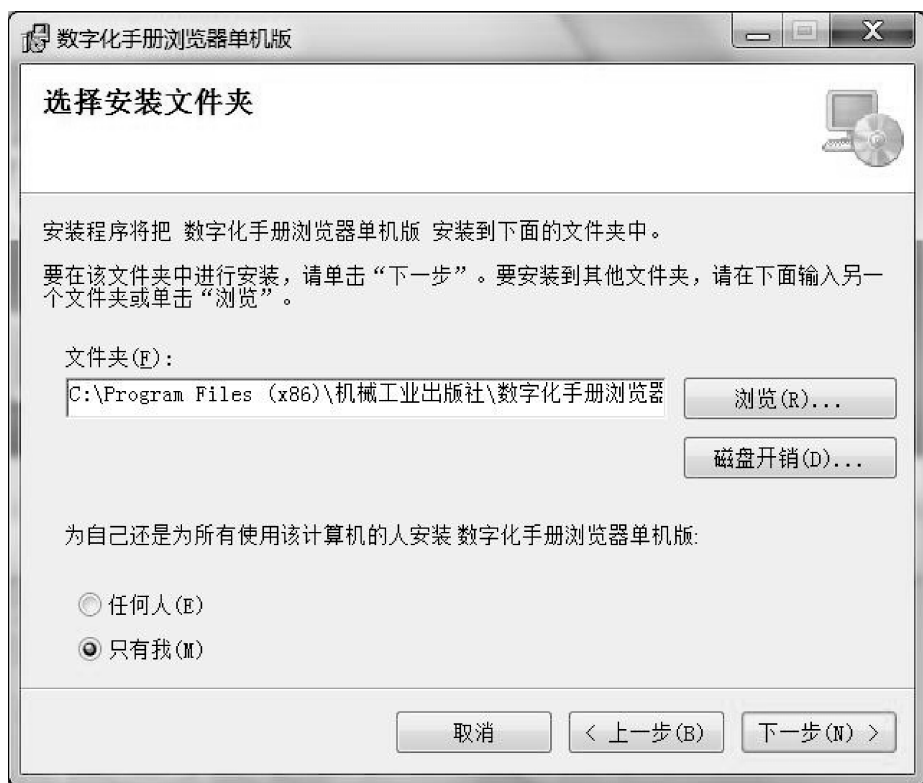 数字化手册浏览器单机版
选择安装文件夹
安装程序将把 数字化手册浏览器单机版 安装到下面的文件夹中。
要在该文件夹中进行安装，请单击“下一步”。要安装到其他文件夹，请在下面输入另一
个文件夹或单击“浏览”。
文件夹(F):
C:\Program Files (x86)\机械工业出版社\数字化手册浏览器
浏览(R)...
磁盘开销(D)...
为自己还是为所有使用该计算机的人安装 数字化手册浏览器单机版:
任何人(E)
只有我(M)
取消
< 上一步(B)
下一步(N) >